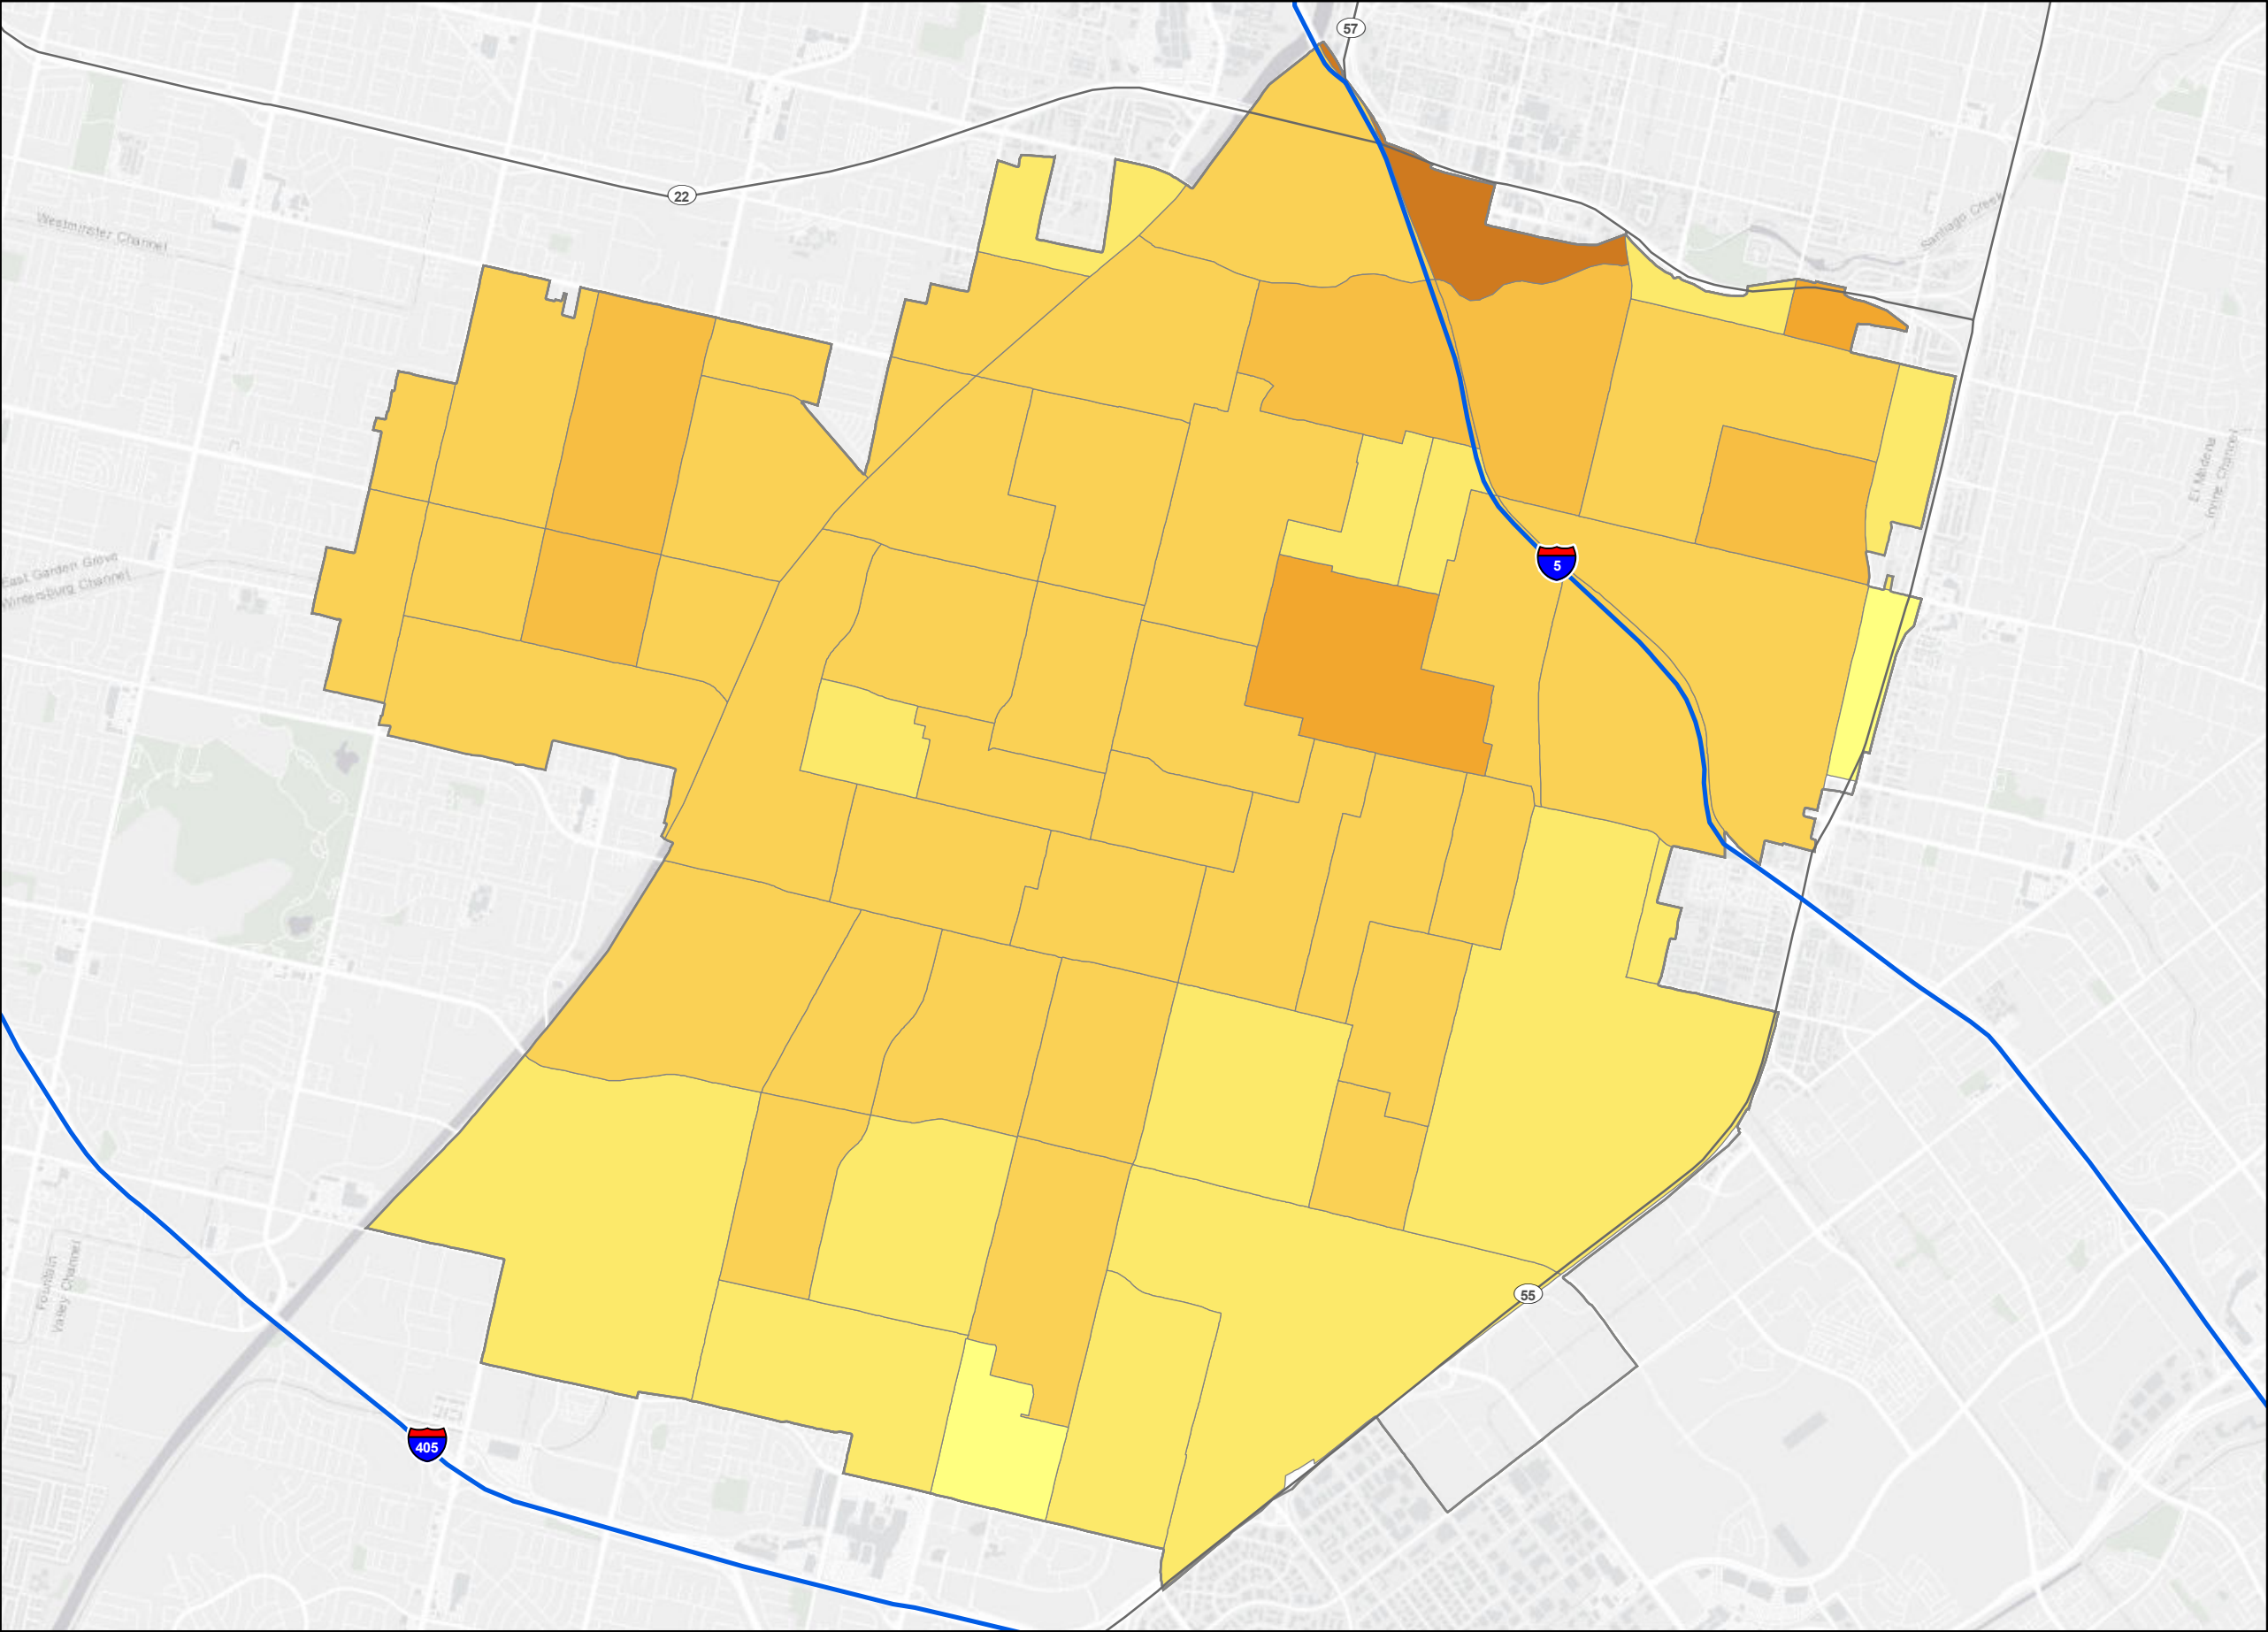 57
22
Westminster Channel
Santiago Creek
El Modena
Irvine Channel
East Garden Grove
Wintersburg Channel
5
Fountain
Valley Channel
55
405